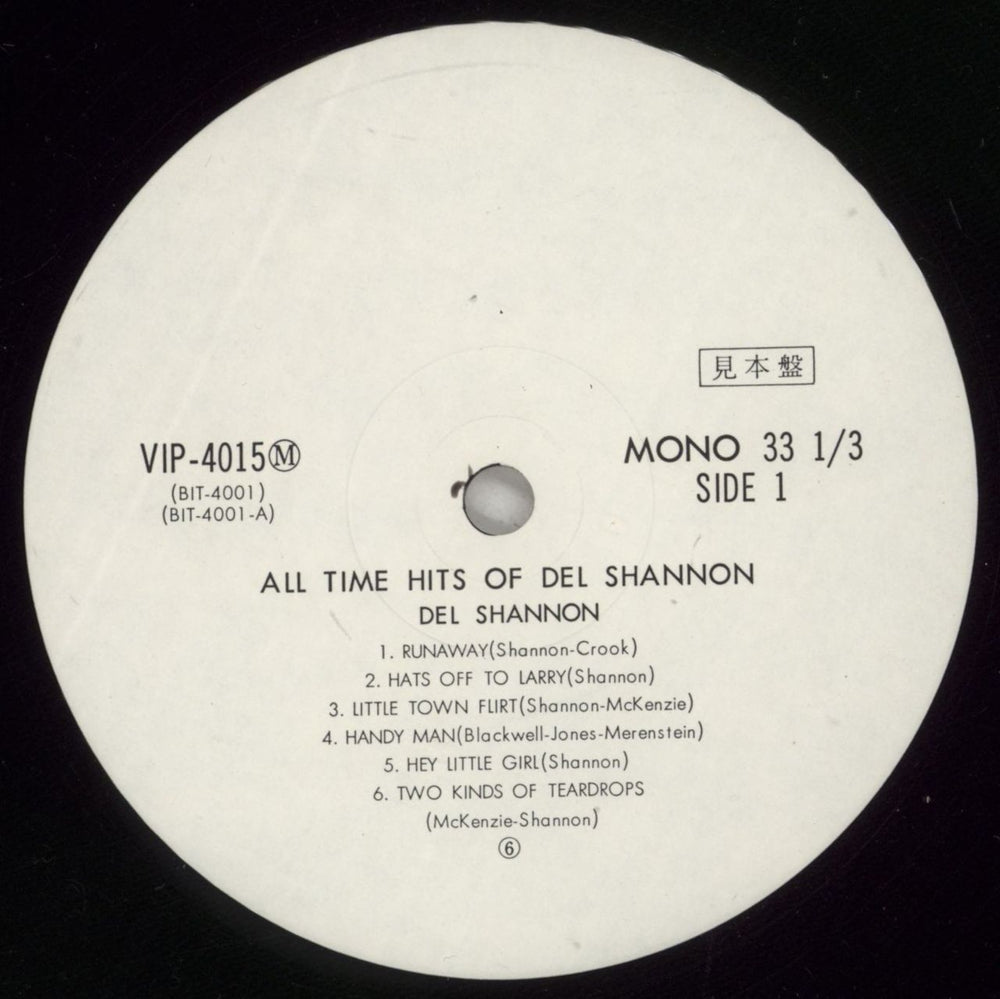 見本盤
VIP-4015Ⓜ
MONO 33 1/3
(BIT-4001)
SIDE 1
(BIT-4001-A)
ALL TIME HITS OF DEL SHANNON
DEL SHANNON
1. RUNAWAY(Shannon-Crook)
2. HATS OFF TO LARRY(Shannon)
3. LITTLE TOWN FLIRT(Shannon-McKenzie)
4. HANDY MAN(Blackwell-Jones-Merenstein)
5. HEY LITTLE GIRL(Shannon)
6. TWO KINDS OF TEARDROPS
(McKenzie-Shannon)
⑥